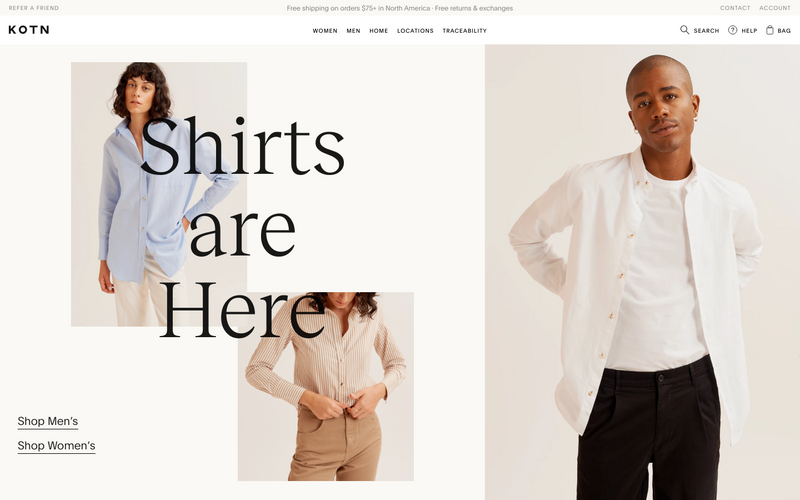 REFER A FRIEND
Free shipping on orders $75+ in North America · Free returns & exchanges
CONTACT ACCOUNT
KOTN
WOMEN MEN HOME LOCATIONS TRACEABILITY
SEARCH ? HELP BAG
Shirts
are
Here
Shop Men's
Shop Women's